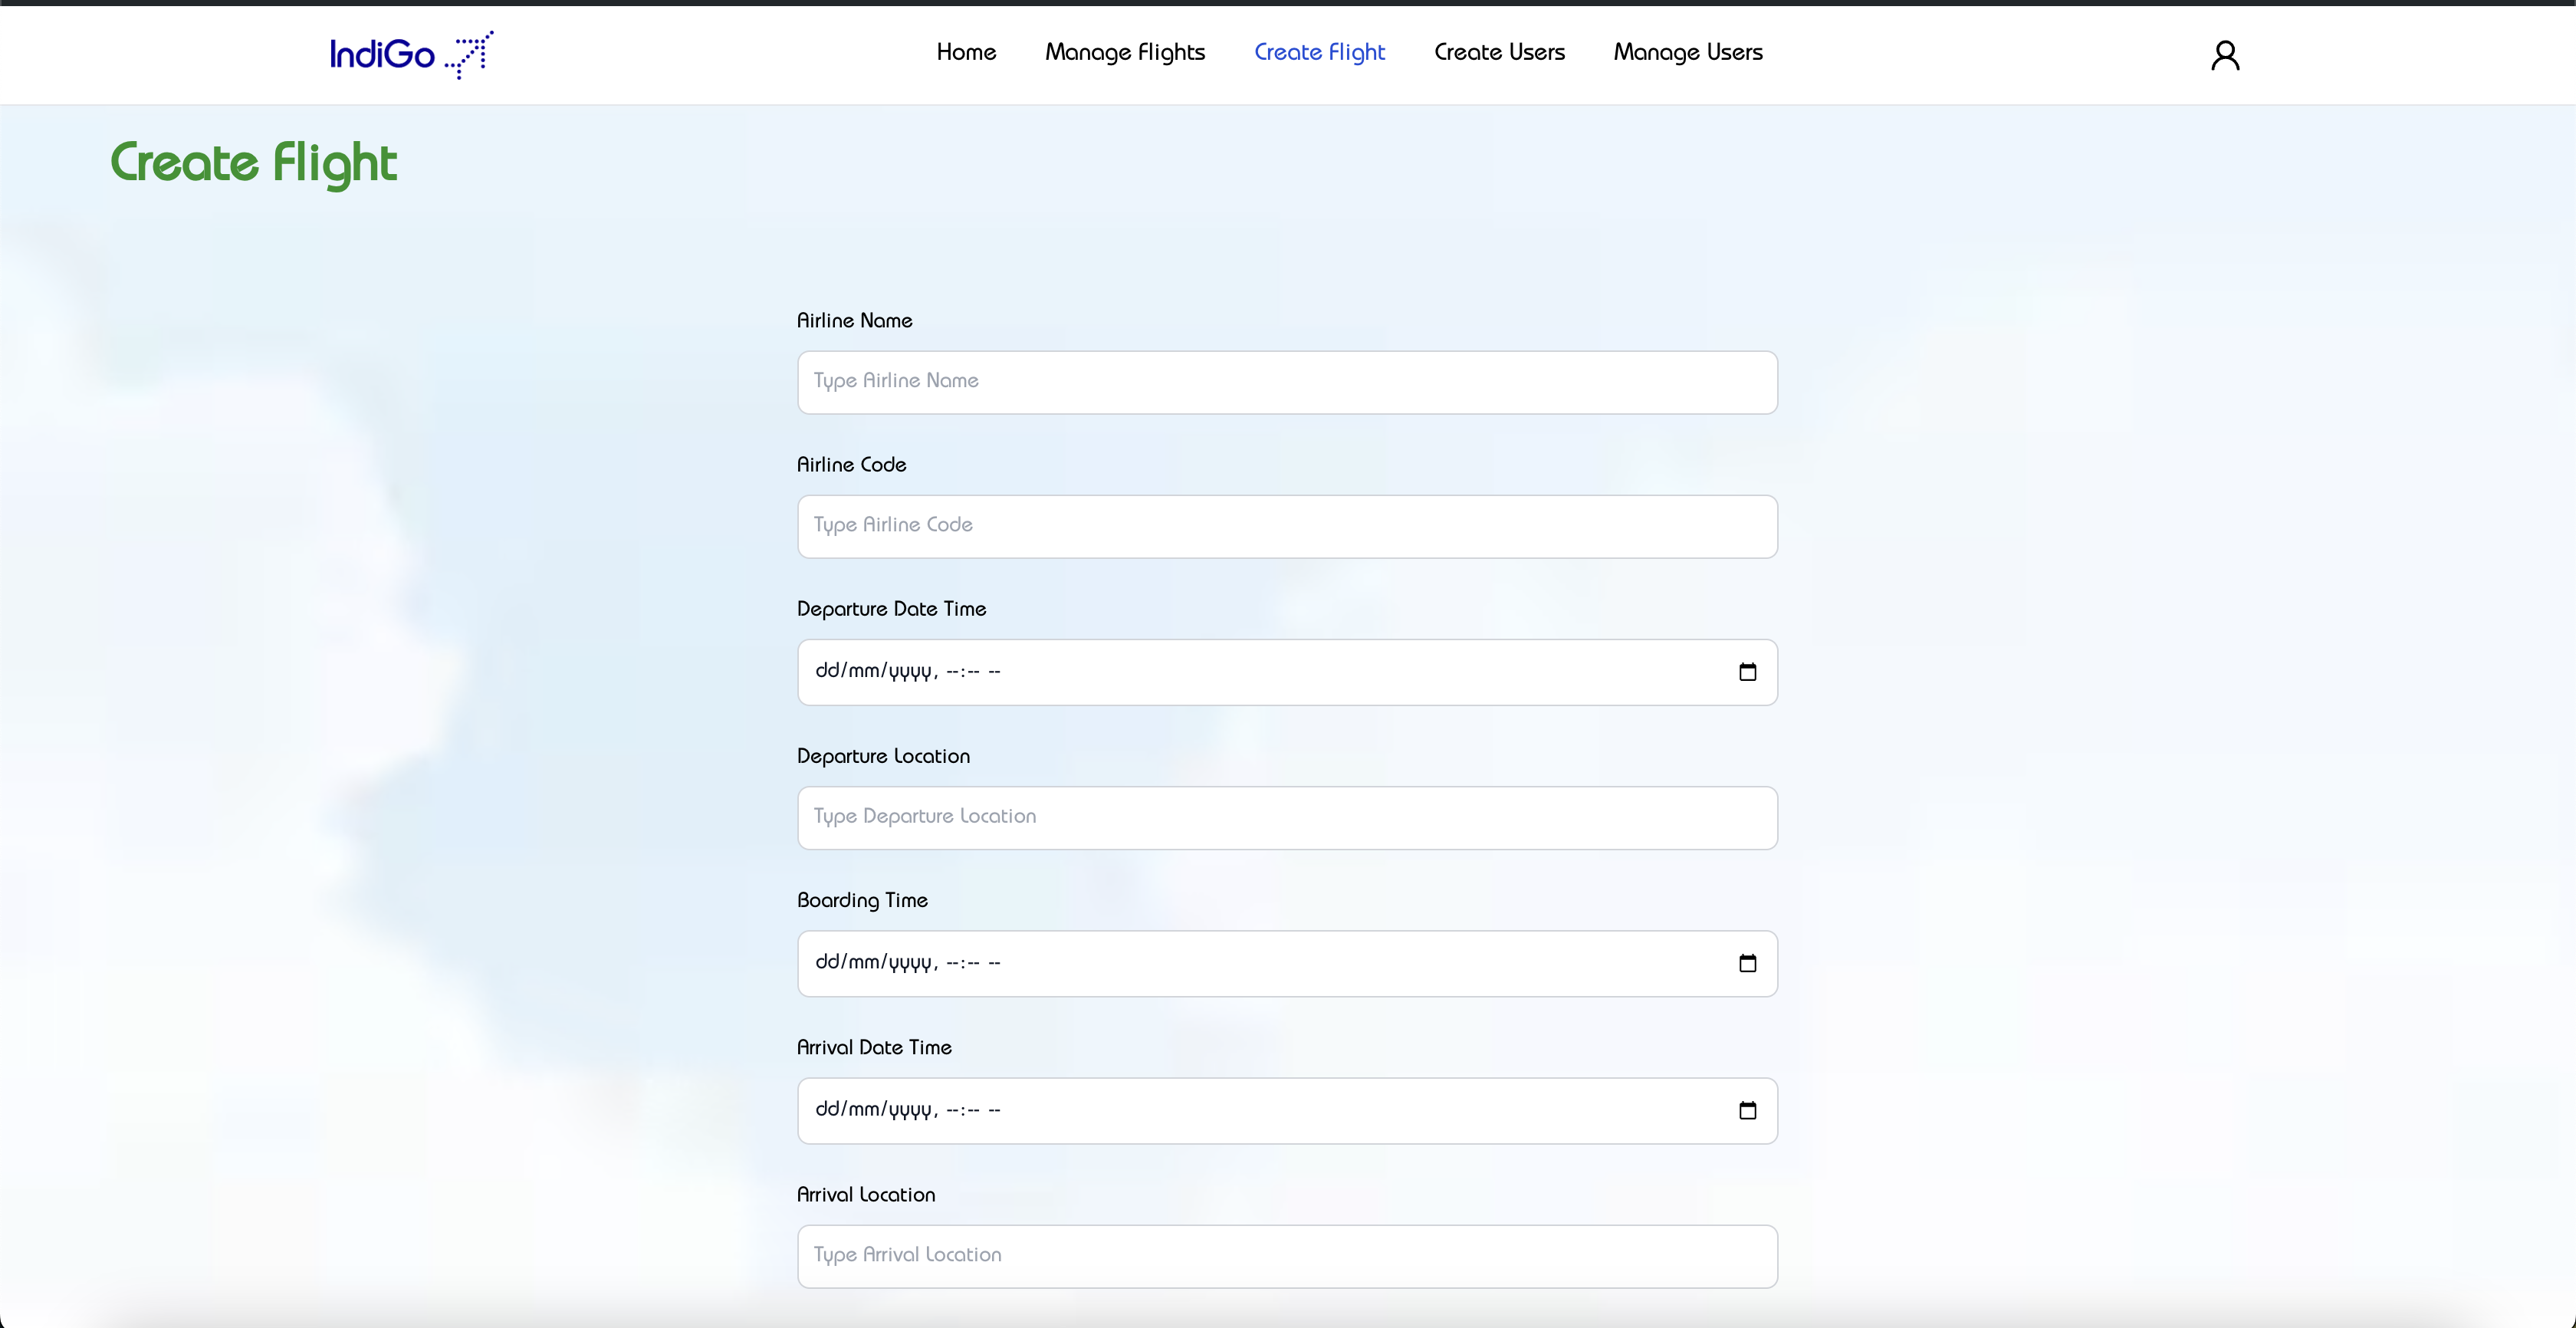 IndiGo
Home Manage Flights Create Flight Create Users Manage Users
Create Flight
Airline Name
Type Airline Name
Airline Code
Type Airline Code
Departure Date Time
dd/mm/yyyy, --:-- --
Departure Location
Type Departure Location
Boarding Time
dd/mm/yyyy, --:-- --
Arrival Date Time
dd/mm/yyyy, --:-- --
Arrival Location
Type Arrival Location